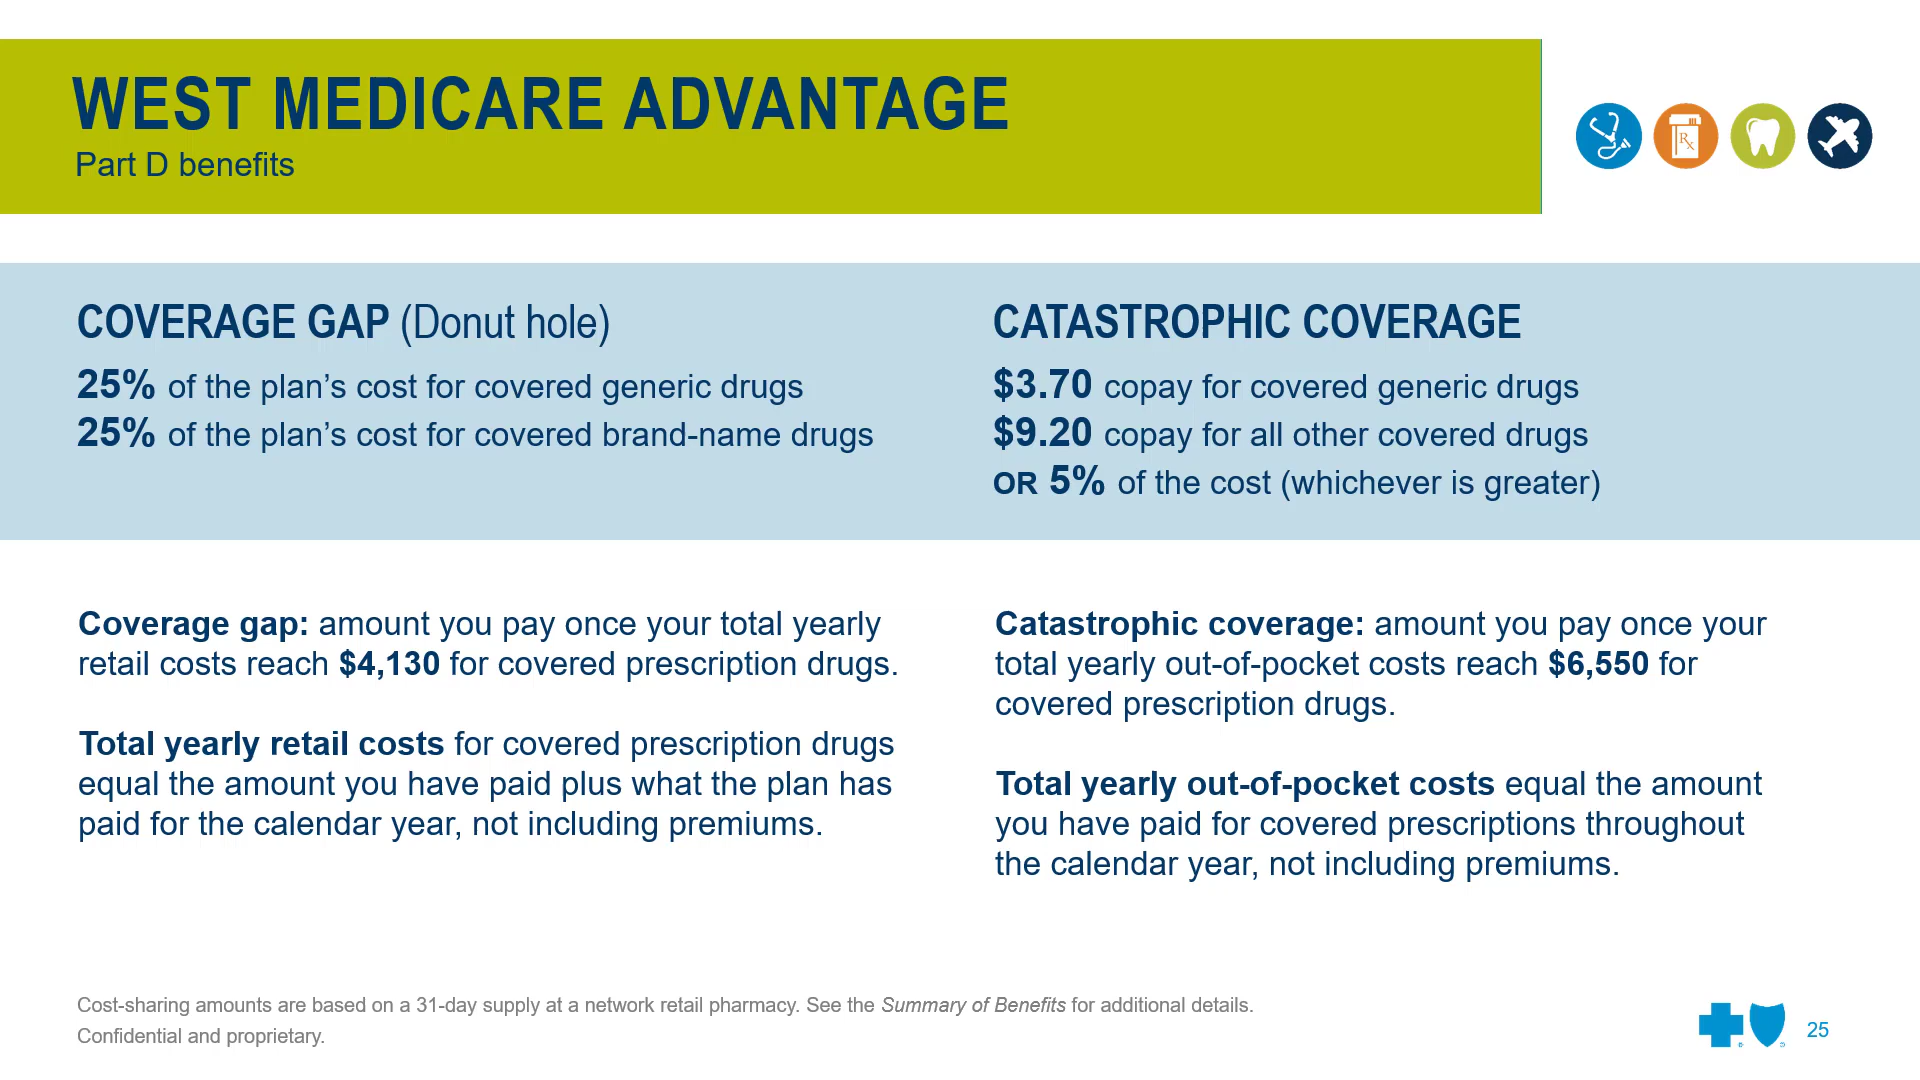 WEST MEDICARE ADVANTAGE
Part D benefits
Rx
COVERAGE GAP (Donut hole)
25% of the plan’s cost for covered generic drugs
25% of the plan’s cost for covered brand-name drugs
CATASTROPHIC COVERAGE
$3.70 copay for covered generic drugs
$9.20 copay for all other covered drugs
OR 5% of the cost (whichever is greater)
Coverage gap: amount you pay once your total yearly
retail costs reach $4,130 for covered prescription drugs.
Total yearly retail costs for covered prescription drugs
equal the amount you have paid plus what the plan has
paid for the calendar year, not including premiums.
Catastrophic coverage: amount you pay once your
total yearly out-of-pocket costs reach $6,550 for
covered prescription drugs.
Total yearly out-of-pocket costs equal the amount
you have paid for covered prescriptions throughout
the calendar year, not including premiums.
Cost-sharing amounts are based on a 31-day supply at a network retail pharmacy. See the Summary of Benefits for additional details.
Confidential and proprietary.
25